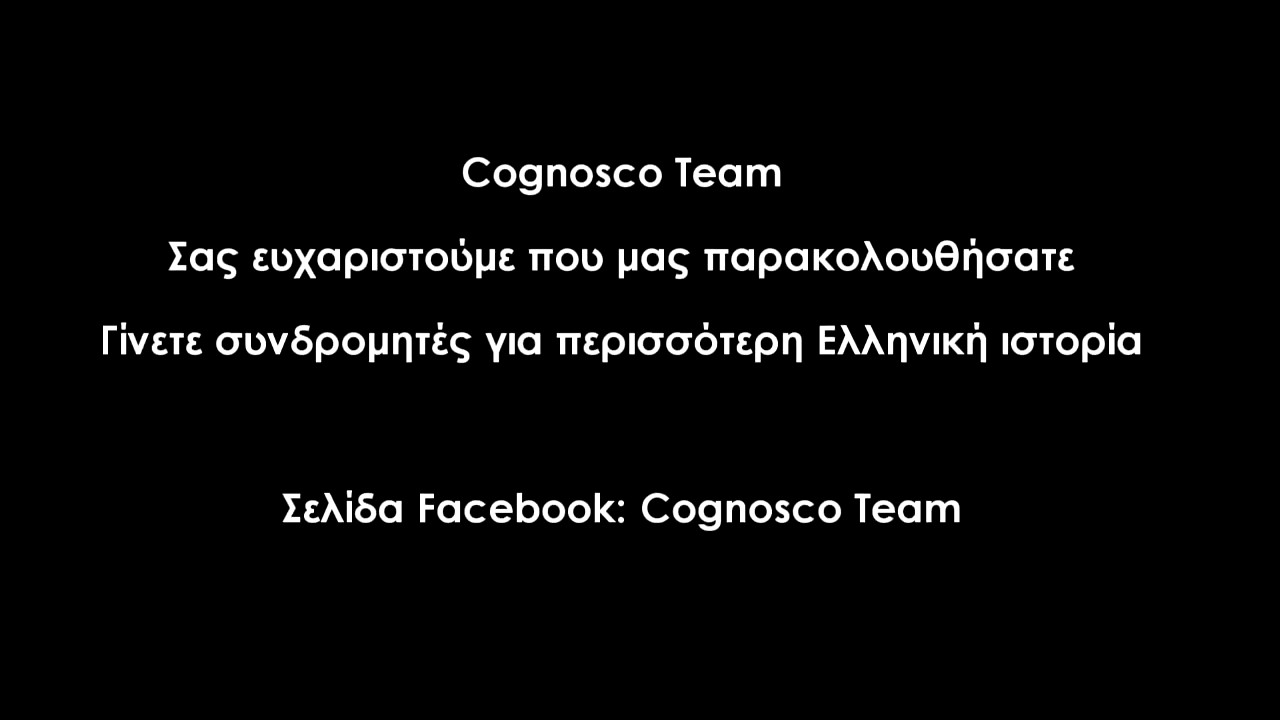 Cognosco Team
Σας ευχαριστούμε που μας παρακολουθήσατε
Γίνετε συνδρομητές για περισσότερη Ελληνική ιστορία
Σελίδα Facebook: Cognosco Team